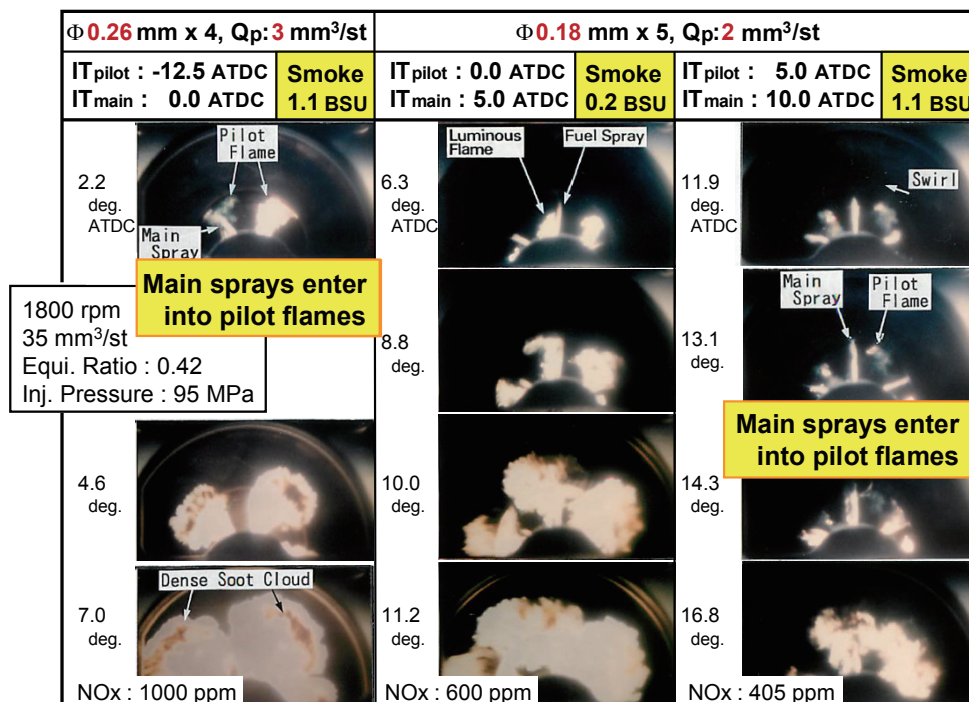 Φ0.26 mm x 4, Qp:3 mm³/st
Φ0.18 mm x 5, Qp:2 mm³/st
ITpilot : -12.5 ATDC
ITmain : 0.0 ATDC
Smoke
1.1 BSU
ITpilot : 0.0 ATDC
ITmain : 5.0 ATDC
Smoke
0.2 BSU
ITpilot : 5.0 ATDC
ITmain : 10.0 ATDC
Smoke
1.1 BSU
2.2
deg.
ATDC
Pilot
Flame
Main
Spray
Main sprays enter
into pilot flames
1800 rpm
35 mm³/st
Equi. Ratio : 0.42
Inj. Pressure : 95 MPa
4.6
deg.
7.0
deg.
Dense Soot Cloud
NOx : 1000 ppm
6.3
deg.
ATDC
Luminous
Flame
Fuel Spray
8.8
deg.
10.0
deg.
11.2
deg.
NOx : 600 ppm
11.9
deg.
ATDC
Swirl
13.1
deg.
Main
Spray
Pilot
Flame
Main sprays enter
into pilot flames
14.3
deg.
16.8
deg.
NOx : 405 ppm